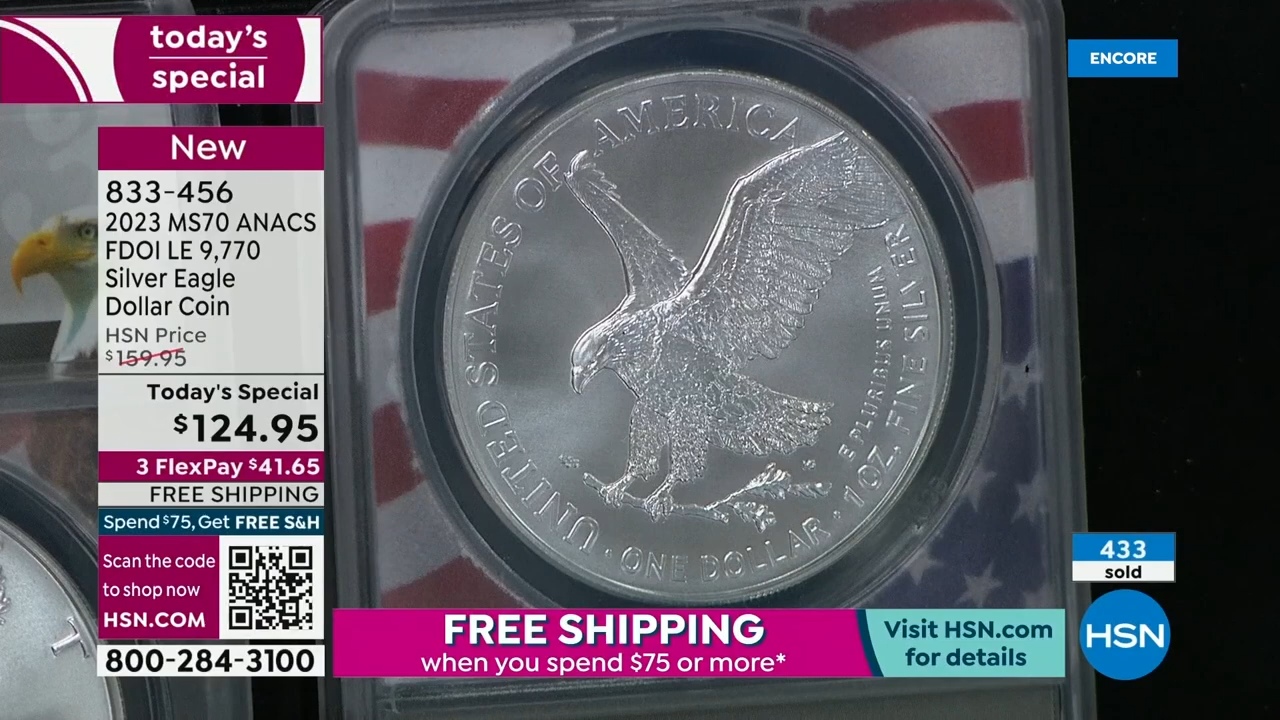 today's
special
ENCORE
New
833-456
2023 MS70 ANACS
FDOI LE 9,770
Silver Eagle
Dollar Coin
HSN Price
$159.95
Today's Special
$124.95
3 FlexPay $41.65
FREE SHIPPING
Spend $75, Get FREE S&H
Scan the code
to shop now
HSN.COM
800-284-3100
UNITED STATES OF AMERICA
E PLURIBUS UNUM
1 OZ. FINE SILVER
· ONE DOLLAR ·
FREE SHIPPING
when you spend $75 or more*
Visit HSN.com
for details
433
sold
HSN